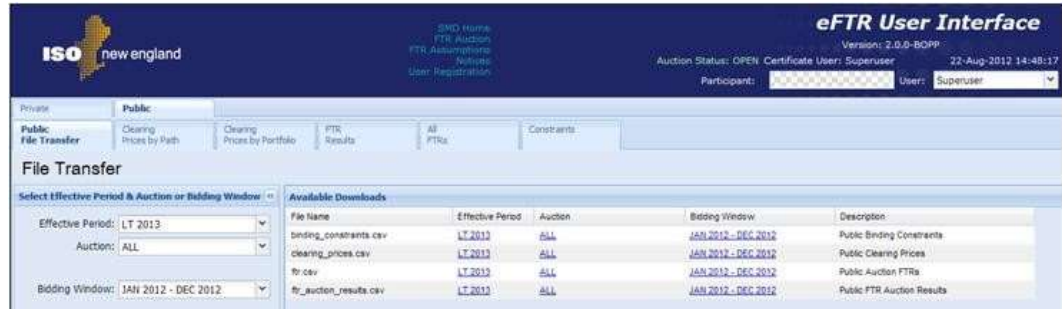 ISO new england
SMD Home
FTR Auction
FTR Assumptions
Notices
User Registration
eFTR User Interface
Version: 2.0.0-BOPP
Auction Status: OPEN Certificate User: Superuser 22-Aug-2012 14:48:17
Participant: User: Superuser
Private Public
Public File Transfer
Clearing Prices by Path
Clearing Prices by Portfolio
FTR Results
All FTRs
Constraints
File Transfer
Select Effective Period & Auction or Bidding Window
Effective Period: LT 2013
Auction: ALL
Bidding Window: JAN 2012 - DEC 2012
Available Downloads
File Name Effective Period Auction Bidding Window Description
binding_constraints.csv LT 2013 ALL JAN 2012 - DEC 2012 Public Binding Constraints
clearing_prices.csv LT 2013 ALL JAN 2012 - DEC 2012 Public Clearing Prices
ftr.csv LT 2013 ALL JAN 2012 - DEC 2012 Public Auction FTRs
ftr_auction_results.csv LT 2013 ALL JAN 2012 - DEC 2012 Public FTR Auction Results